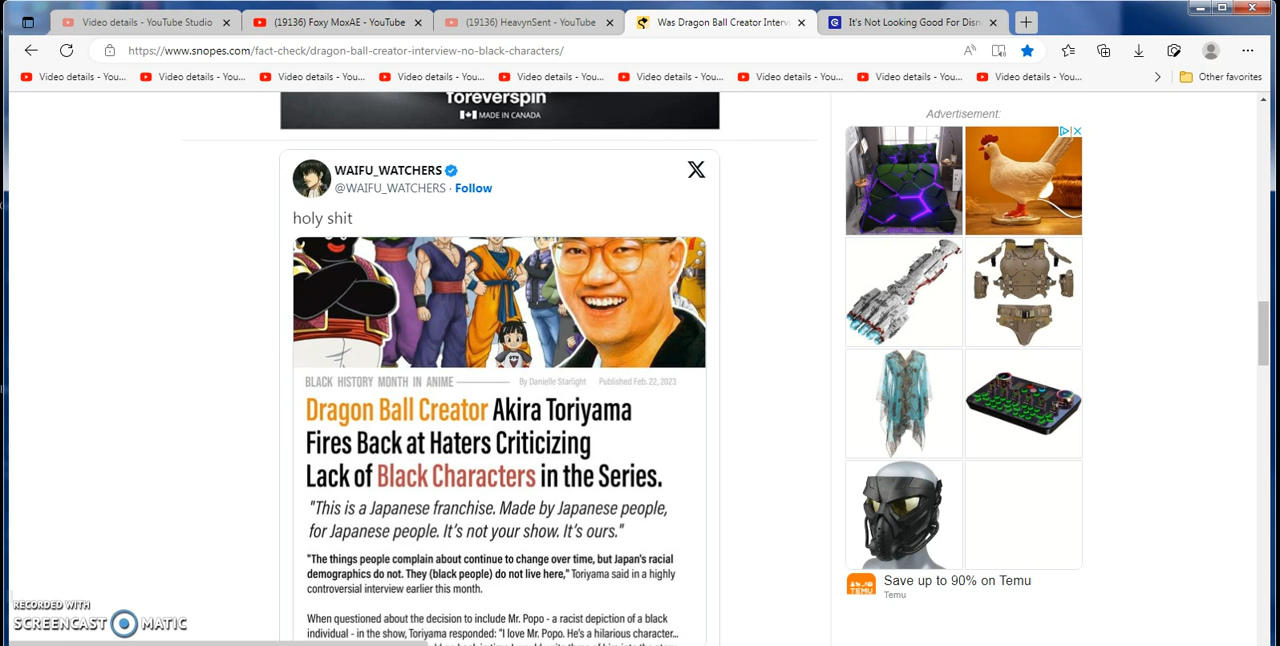 Video details - YouTube Studio
(19136) Foxy MoxAE - YouTube
(19136) HeavynSent - YouTube
Was Dragon Ball Creator Interv
It's Not Looking Good For Disn
https://www.snopes.com/fact-check/dragon-ball-creator-interview-no-black-characters/
Video details - You...
Video details - You...
Video details - You...
Video details - You...
Video details - You...
Video details - You...
Video details - You...
Video details - You...
Video details - You...
Other favorites
foreverspin
MADE IN CANADA
Advertisement:
WAIFU_WATCHERS
@WAIFU_WATCHERS · Follow
holy shit
BLACK HISTORY MONTH IN ANIME
By Danielle Starlight
Published Feb. 22, 2023
Dragon Ball Creator Akira Toriyama
Fires Back at Haters Criticizing
Lack of Black Characters in the Series.
"This is a Japanese franchise. Made by Japanese people,
for Japanese people. It's not your show. It's ours."
"The things people complain about continue to change over time, but Japan's racial
demographics do not. They (black people) do not live here," Toriyama said in a highly
controversial interview earlier this month.
When questioned about the decision to include Mr. Popo - a racist depiction of a black
individual - in the show, Toriyama responded: "I love Mr. Popo. He's a hilarious character...
Save up to 90% on Temu
Temu
TEMU
RECORDED WITH
SCREENCAST MATIC